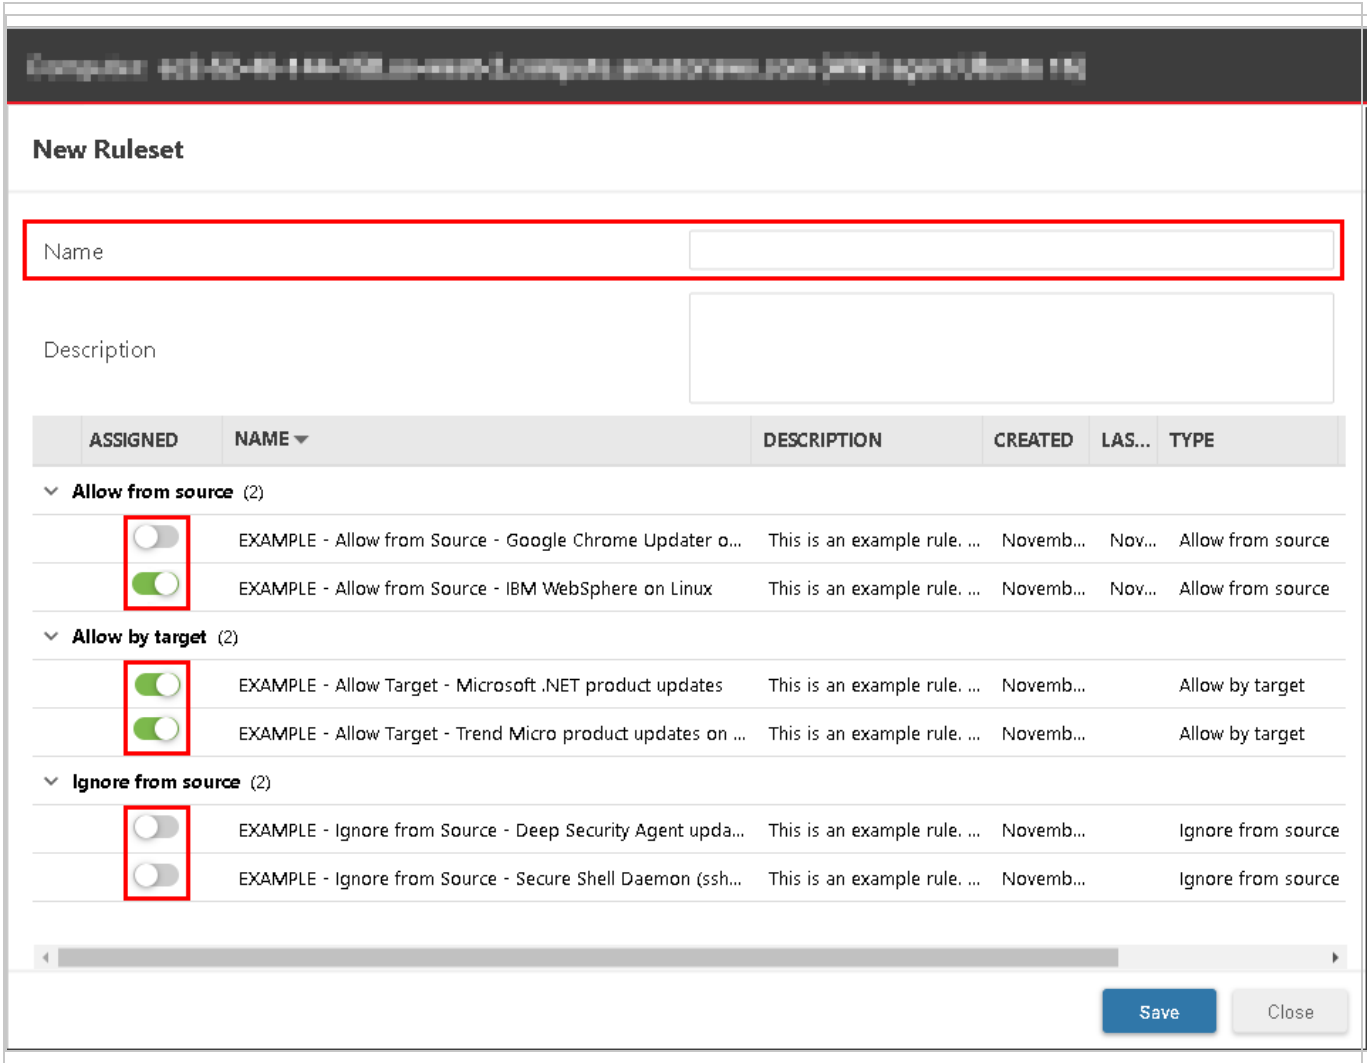 New Ruleset
Name
Description
ASSIGNED NAME DESCRIPTION CREATED LAS... TYPE
Allow from source (2)
EXAMPLE - Allow from Source - Google Chrome Updater o... This is an example rule. ... Novemb... Nov... Allow from source
EXAMPLE - Allow from Source - IBM WebSphere on Linux This is an example rule. ... Novemb... Nov... Allow from source
Allow by target (2)
EXAMPLE - Allow Target - Microsoft .NET product updates This is an example rule. ... Novemb... Allow by target
EXAMPLE - Allow Target - Trend Micro product updates on ... This is an example rule. ... Novemb... Allow by target
Ignore from source (2)
EXAMPLE - Ignore from Source - Deep Security Agent upda... This is an example rule. ... Novemb... Ignore from source
EXAMPLE - Ignore from Source - Secure Shell Daemon (ssh... This is an example rule. ... Novemb... Ignore from source
Save Close